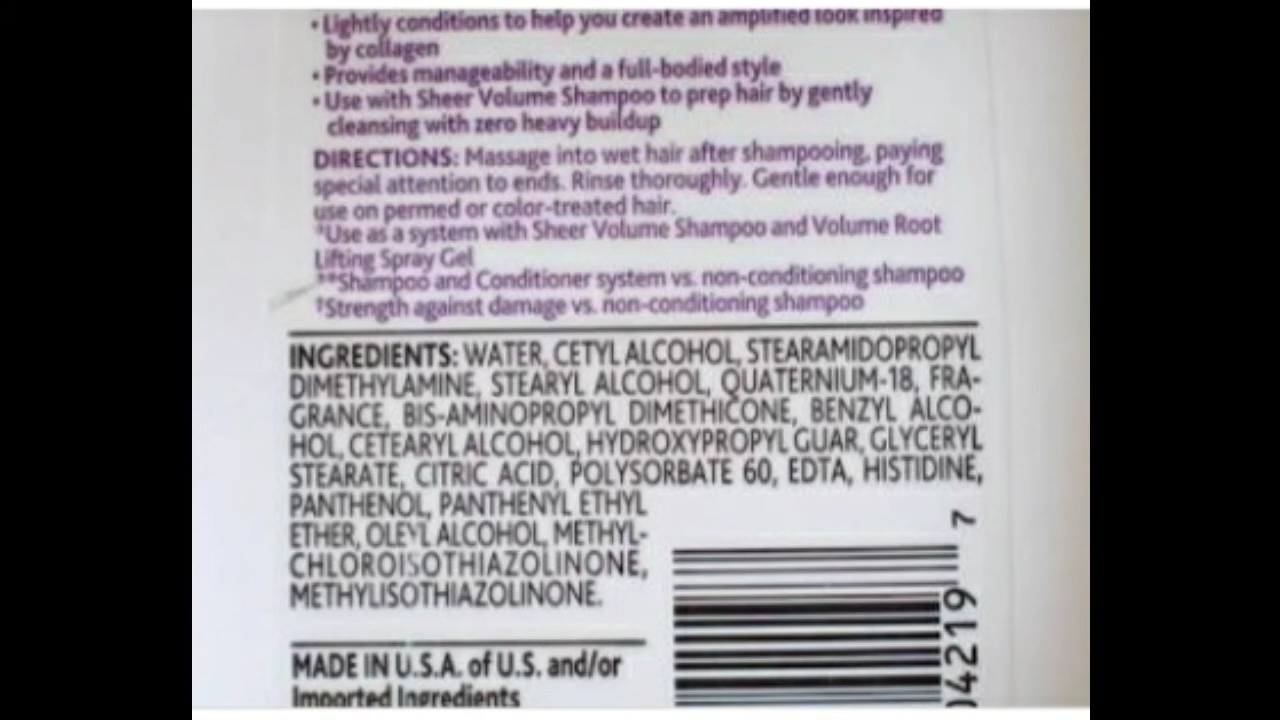 • Lightly conditions to help you create an amplified look inspired
by collagen
• Provides manageability and a full-bodied style
• Use with Sheer Volume Shampoo to prep hair by gently
cleansing with zero heavy buildup
DIRECTIONS: Massage into wet hair after shampooing, paying
special attention to ends. Rinse thoroughly. Gentle enough for
use on permed or color-treated hair.
*Use as a system with Sheer Volume Shampoo and Volume Root
Lifting Spray Gel
**Shampoo and Conditioner system vs. non-conditioning shampoo
†Strength against damage vs. non-conditioning shampoo
INGREDIENTS: WATER, CETYL ALCOHOL, STEARAMIDOPROPYL
DIMETHYLAMINE, STEARYL ALCOHOL, QUATERNIUM-18, FRA-
GRANCE, BIS-AMINOPROPYL DIMETHICONE, BENZYL ALCO-
HOL, CETEARYL ALCOHOL, HYDROXYPROPYL GUAR, GLYCERYL
STEARATE, CITRIC ACID, POLYSORBATE 60, EDTA, HISTIDINE,
PANTHENOL, PANTHENYL ETHYL
ETHER, OLEYL ALCOHOL, METHYL-
CHLOROISOTHIAZOLINONE,
METHYLISOTHIAZOLINONE.
MADE IN U.S.A. of U.S. and/or
Imported Ingredients
4219 7